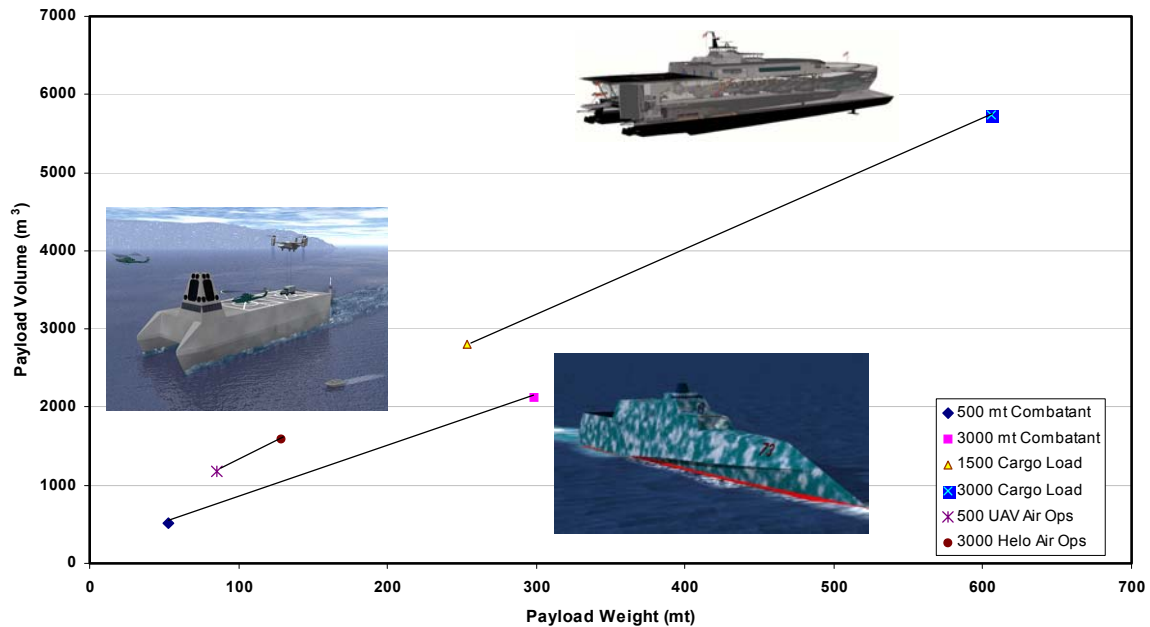 7000
6000
5000
4000
3000
2000
1000
0
Payload Volume (m³)
0 100 200 300 400 500 600 700
Payload Weight (mt)
500 mt Combatant
3000 mt Combatant
1500 Cargo Load
3000 Cargo Load
500 UAV Air Ops
3000 Helo Air Ops